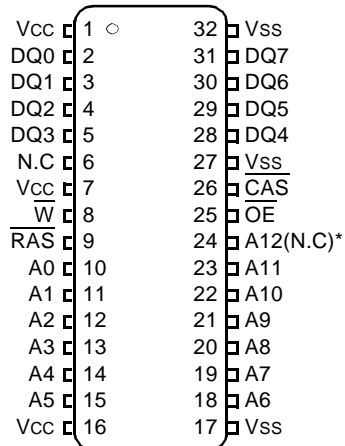 Vcc 1 32 Vss
DQ0 2 31 DQ7
DQ1 3 30 DQ6
DQ2 4 29 DQ5
DQ3 5 28 DQ4
N.C 6 27 Vss
Vcc 7 26 C̅A̅S̅
W̅ 8 25 O̅E̅
R̅A̅S̅ 9 24 A12(N.C)*
A0 10 23 A11
A1 11 22 A10
A2 12 21 A9
A3 13 20 A8
A4 14 19 A7
A5 15 18 A6
Vcc 16 17 Vss